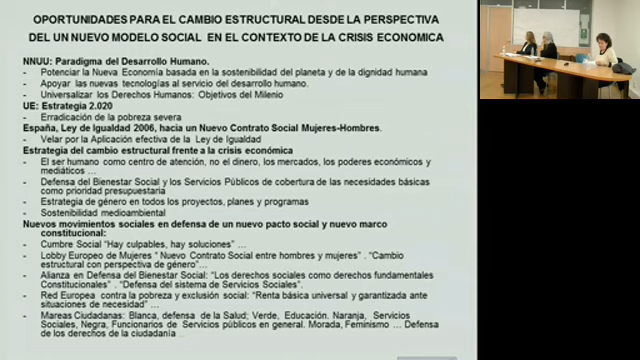 OPORTUNIDADES PARA EL CAMBIO ESTRUCTURAL DESDE LA PERSPECTIVA
DEL UN NUEVO MODELO SOCIAL EN EL CONTEXTO DE LA CRISIS ECONOMICA
NNUU: Paradigma del Desarrollo Humano.
- Potenciar la Nueva Economía basada en la sostenibilidad del planeta y de la dignidad humana
- Apoyar las nuevas tecnologías al servicio del desarrollo humano.
- Universalizar los Derechos Humanos: Objetivos del Milenio
UE: Estrategia 2.020
- Erradicación de la pobreza severa
España, Ley de Igualdad 2006, hacia un Nuevo Contrato Social Mujeres-Hombres.
- Velar por la Aplicación efectiva de la Ley de Igualdad
Estrategia del cambio estructural frente a la crisis económica
- El ser humano como centro de atención, no el dinero, los mercados, los poderes económicos y
mediáticos ...
- Defensa del Bienestar Social y los Servicios Públicos de cobertura de las necesidades básicas
como prioridad presupuestaria
- Estrategia de género en todos los proyectos, planes y programas
- Sostenibilidad medioambiental
Nuevos movimientos sociales en defensa de un nuevo pacto social y nuevo marco
constitucional:
- Cumbre Social "Hay culpables, hay soluciones" ...
- Lobby Europeo de Mujeres " Nuevo Contrato Social entre hombres y mujeres" . "Cambio
estructural con perspectiva de género"...
- Alianza en Defensa del Bienestar Social: "Los derechos sociales como derechos fundamentales
Constitucionales" . "Defensa del sistema de Servicios Sociales".
- Red Europea contra la pobreza y exclusión social: "Renta básica universal y garantizada ante
situaciones de necesidad" ...
- Mareas Ciudadanas: Blanca, defensa de la Salud; Verde, Educación. Naranja, Servicios
Sociales, Negra, Funcionarios de Servicios públicos en general. Morada, Feminismo ... Defensa
de los derechos de la ciudadanía ..